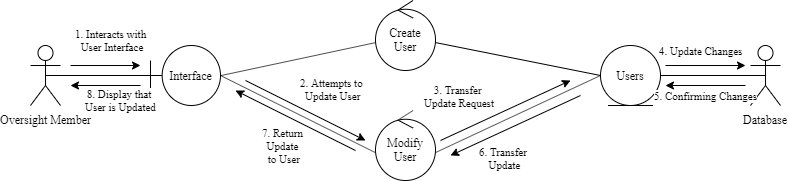 1. Interacts with
User Interface
Create
User
4. Update Changes
Interface
Users
2. Attempts to
Update User
3. Transfer
Update Request
8. Display that
User is Updated
5. Confirming Changes
Oversight Member
Database
7. Return
Update
to User
Modify
User
6. Transfer
Update